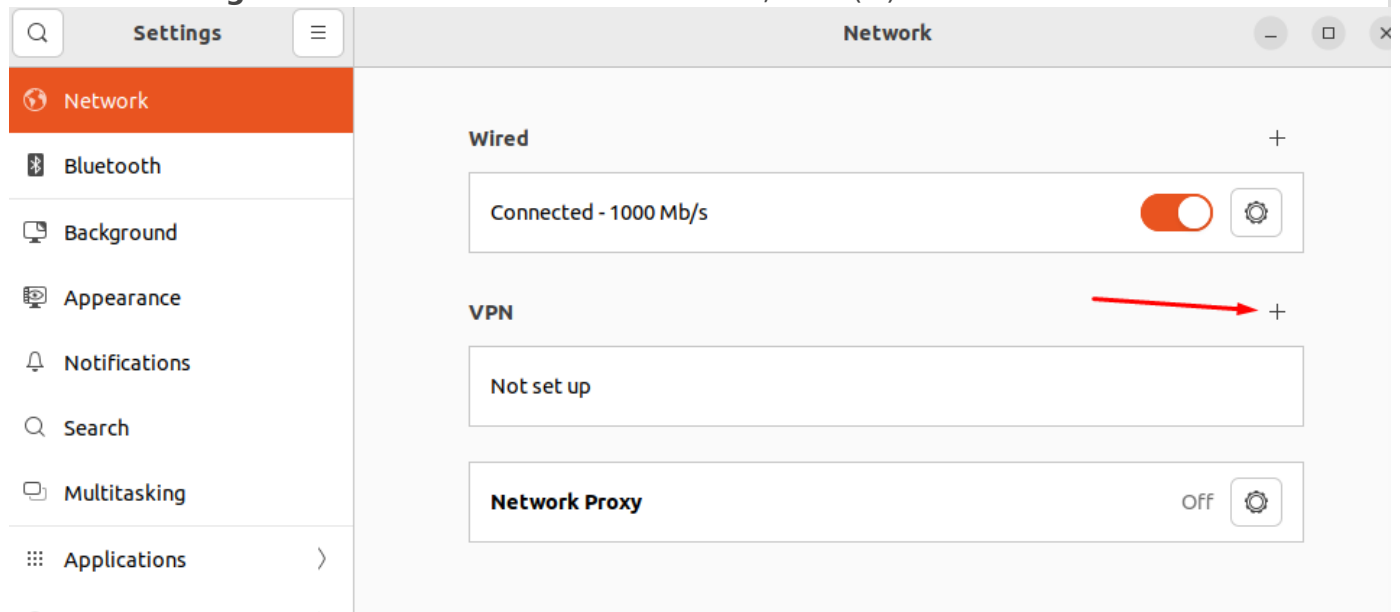 Settings
Network
Network
Bluetooth
Background
Appearance
Notifications
Search
Multitasking
Applications
Wired
Connected - 1000 Mb/s
VPN
Not set up
Network Proxy
Off